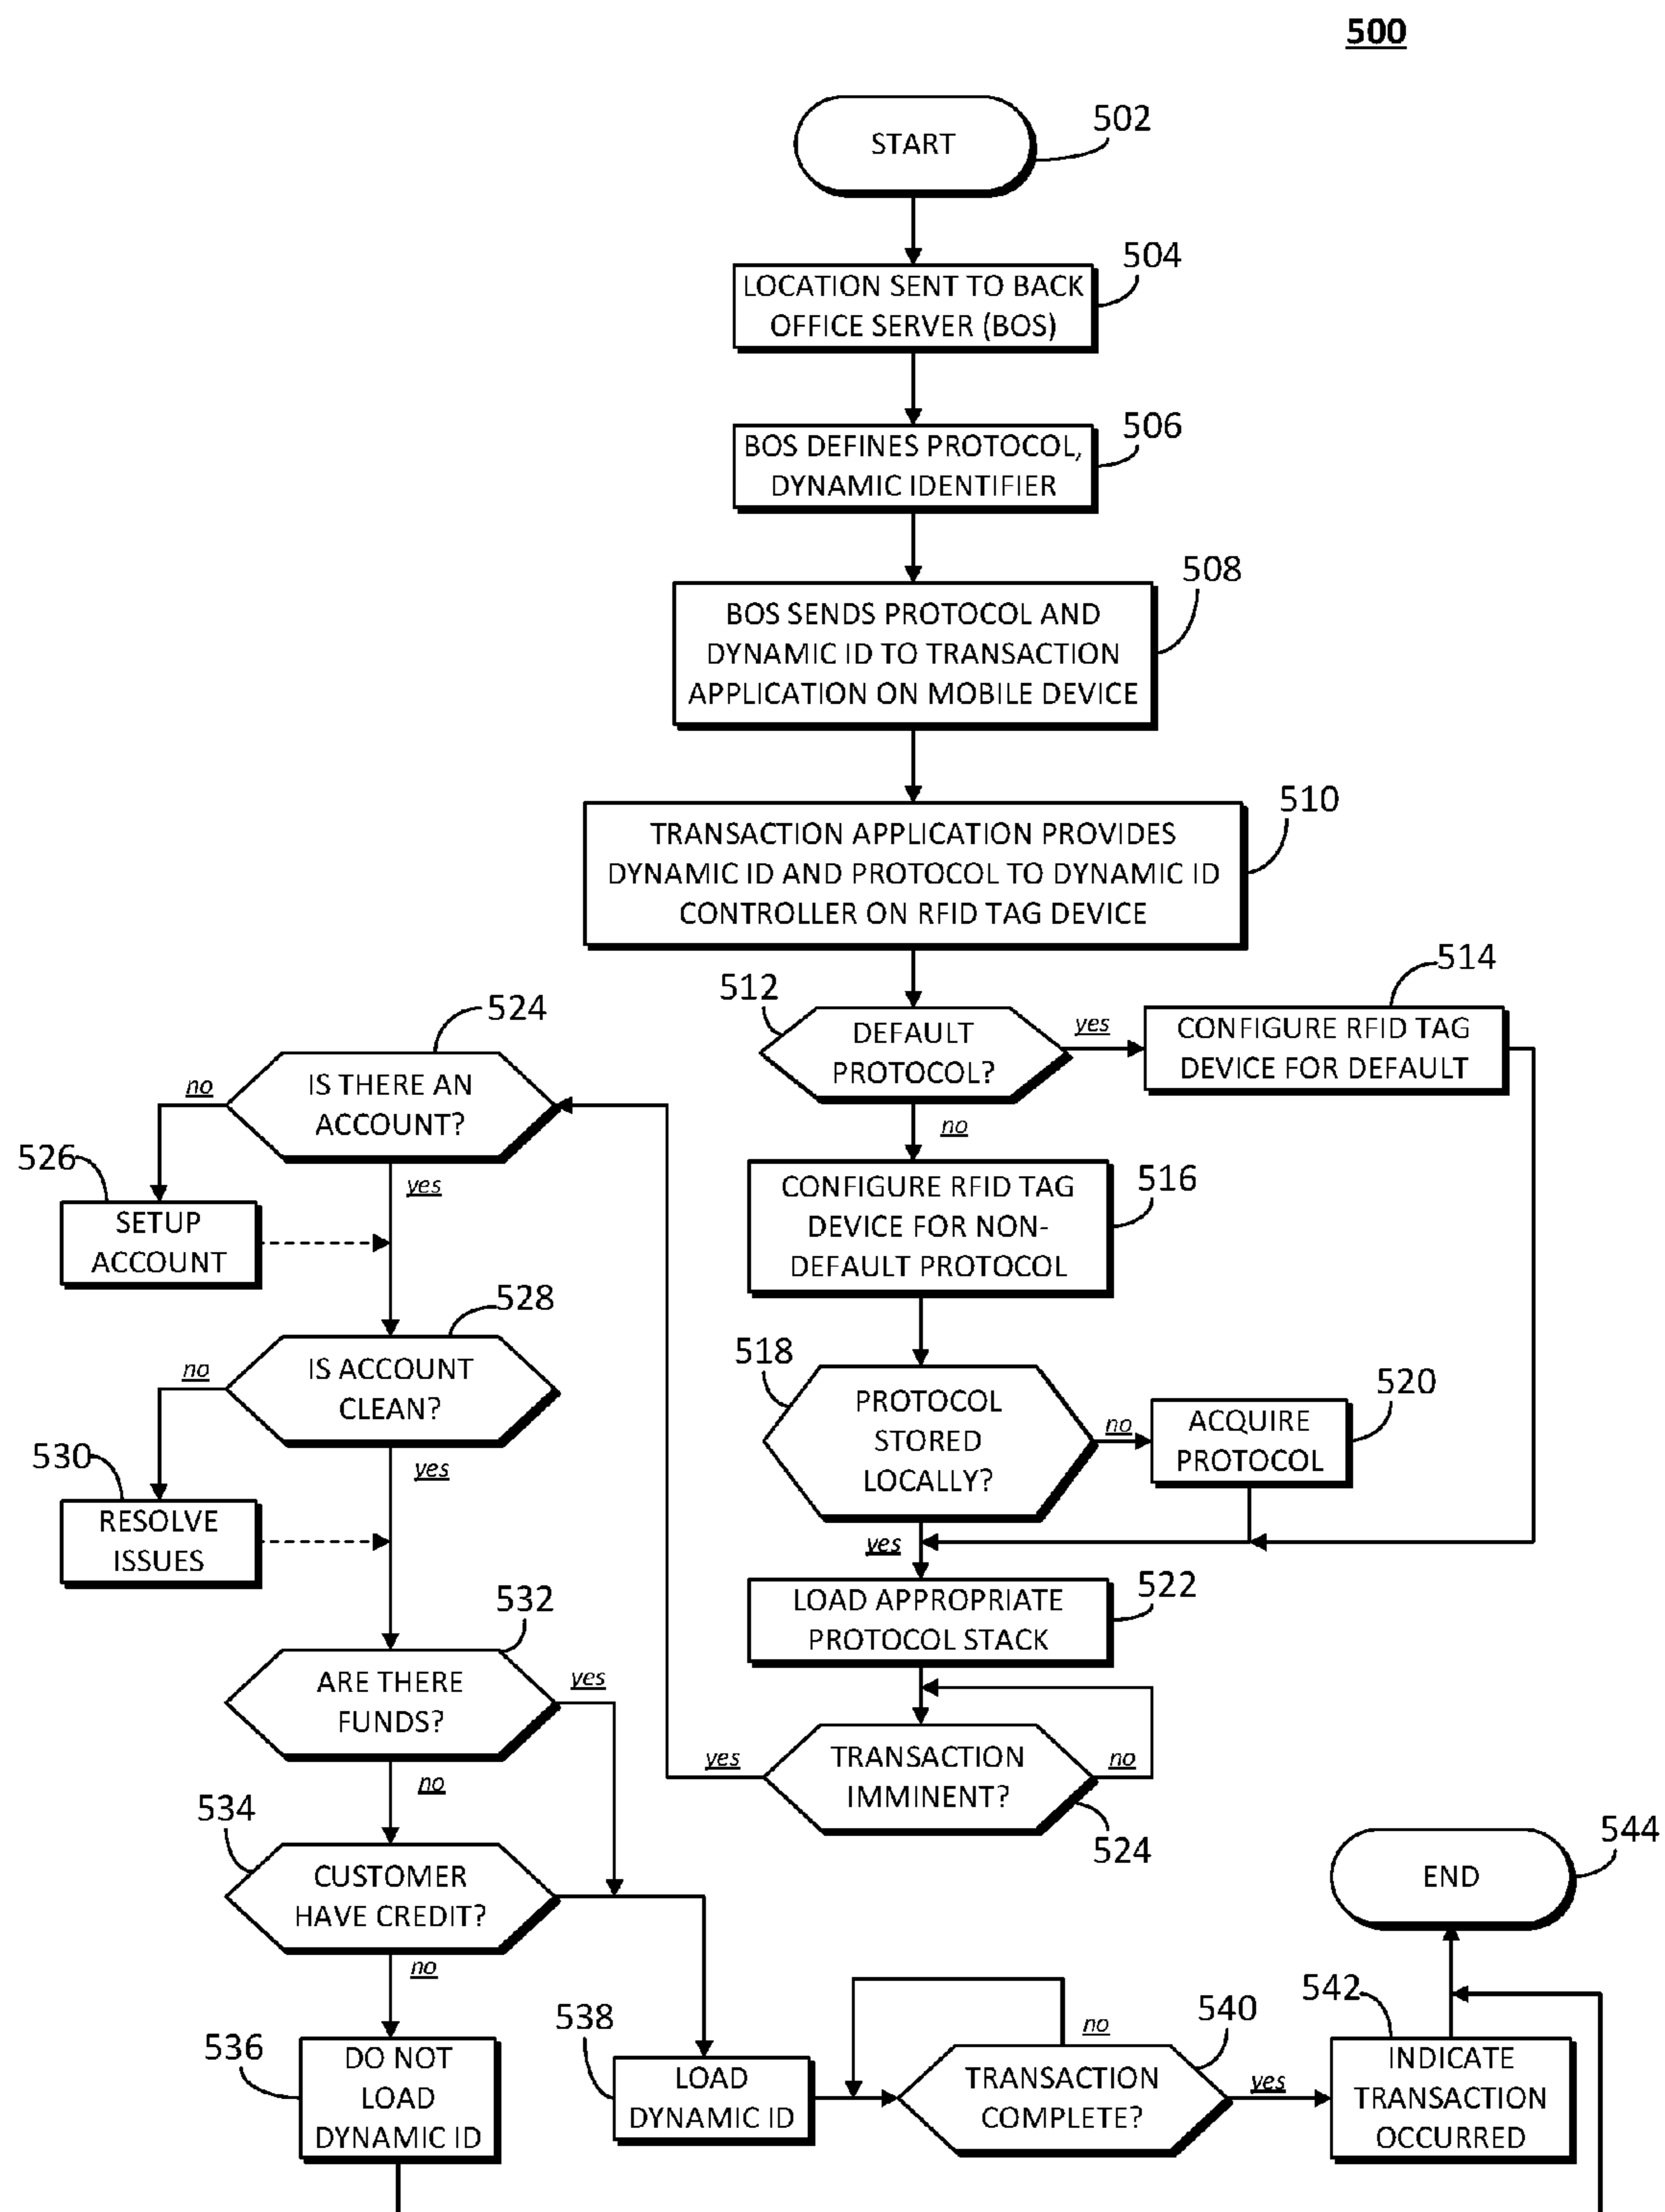 500
START
502
LOCATION SENT TO BACK
OFFICE SERVER (BOS)
504
BOS DEFINES PROTOCOL,
DYNAMIC IDENTIFIER
506
BOS SENDS PROTOCOL AND
DYNAMIC ID TO TRANSACTION
APPLICATION ON MOBILE DEVICE
508
TRANSACTION APPLICATION PROVIDES
DYNAMIC ID AND PROTOCOL TO DYNAMIC ID
CONTROLLER ON RFID TAG DEVICE
510
512
DEFAULT
PROTOCOL?
yes
no
514
CONFIGURE RFID TAG
DEVICE FOR DEFAULT
516
CONFIGURE RFID TAG
DEVICE FOR NON-
DEFAULT PROTOCOL
518
PROTOCOL
STORED
LOCALLY?
no
yes
520
ACQUIRE
PROTOCOL
522
LOAD APPROPRIATE
PROTOCOL STACK
TRANSACTION
IMMINENT?
yes
no
524
524
IS THERE AN
ACCOUNT?
no
yes
526
SETUP
ACCOUNT
528
IS ACCOUNT
CLEAN?
no
yes
530
RESOLVE
ISSUES
532
ARE THERE
FUNDS?
yes
no
534
CUSTOMER
HAVE CREDIT?
no
536
DO NOT
LOAD
DYNAMIC ID
538
LOAD
DYNAMIC ID
540
TRANSACTION
COMPLETE?
no
yes
542
INDICATE
TRANSACTION
OCCURRED
END
544